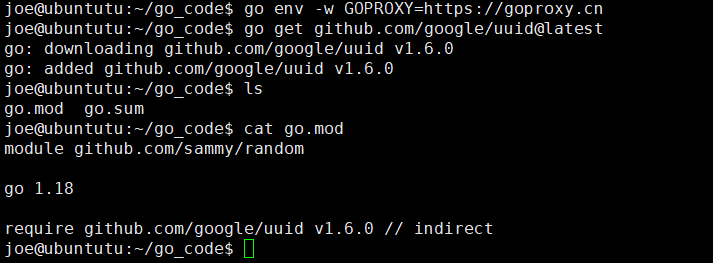 joe@ubuntutu:~/go_code$ go env -w GOPROXY=https://goproxy.cn
joe@ubuntutu:~/go_code$ go get github.com/google/uuid@latest
go: downloading github.com/google/uuid v1.6.0
go: added github.com/google/uuid v1.6.0
joe@ubuntutu:~/go_code$ ls
go.mod  go.sum
joe@ubuntutu:~/go_code$ cat go.mod
module github.com/sammy/random
go 1.18
require github.com/google/uuid v1.6.0 // indirect
joe@ubuntutu:~/go_code$